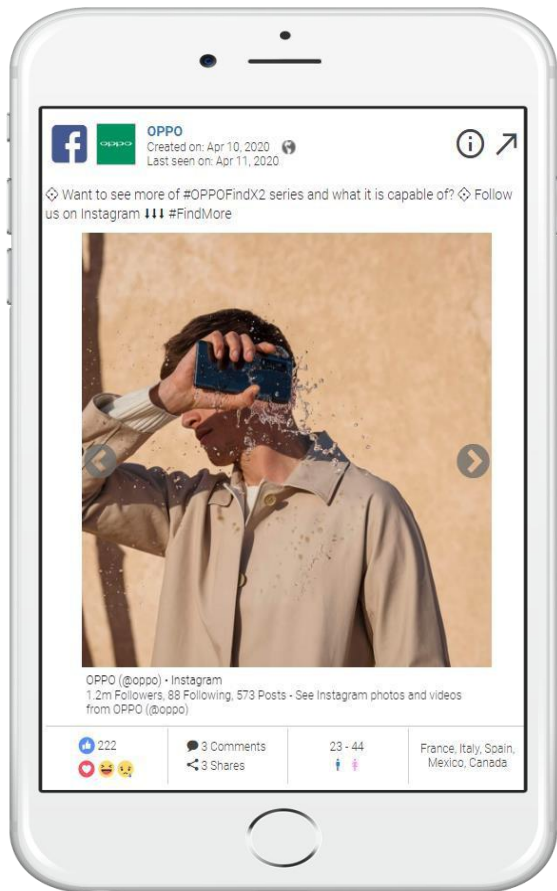 oppo
OPPO
Created on: Apr 10, 2020
Last seen on: Apr 11, 2020
Want to see more of #OPPOFindX2 series and what it is capable of? Follow
us on Instagram ⬇⬇⬇ #FindMore
OPPO (@oppo) • Instagram
1.2m Followers, 88 Following, 573 Posts - See Instagram photos and videos
from OPPO (@oppo)
222
3 Comments
3 Shares
23 - 44
France, Italy, Spain,
Mexico, Canada